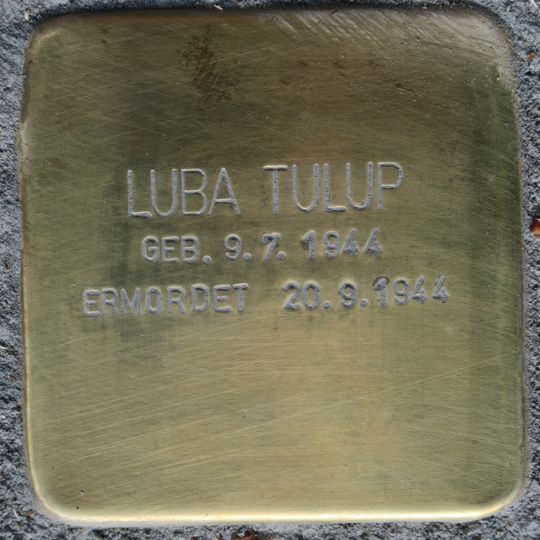 LUBA TULUP
GEB. 9.7. 1944
ERMORDET 20.9.1944